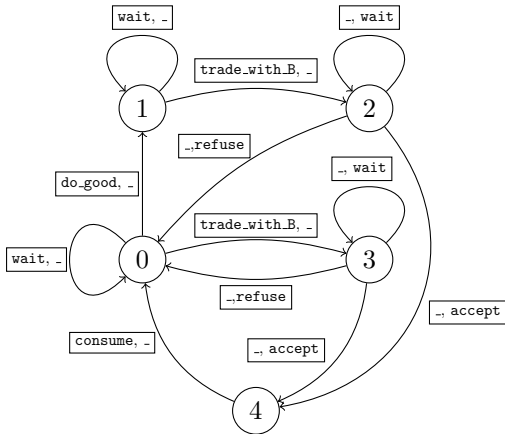 wait, _
_, wait
trade_with_B, _
1
2
_,refuse
_, wait
do_good, _
trade_with_B, _
wait, _
0
3
_,refuse
_, accept
consume, _
_, accept
4